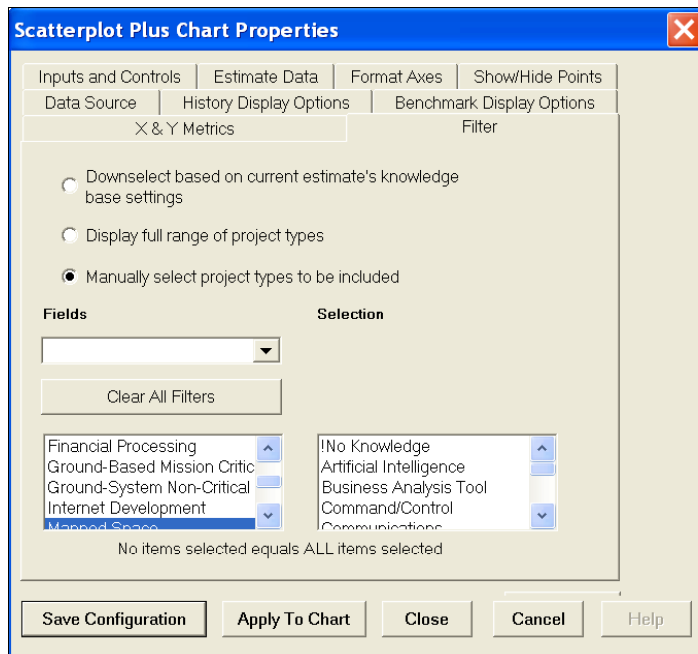 Scatterplot Plus Chart Properties
Inputs and Controls Estimate Data Format Axes Show/Hide Points
Data Source History Display Options Benchmark Display Options
X & Y Metrics Filter
Downselect based on current estimate's knowledge
base settings
Display full range of project types
Manually select project types to be included
Fields Selection
Clear All Filters
Financial Processing !No Knowledge
Ground-Based Mission Critic Artificial Intelligence
Ground-System Non-Critical Business Analysis Tool
Internet Development Command/Control
Manned Space Communications
No items selected equals ALL items selected
Save Configuration Apply To Chart Close Cancel Help